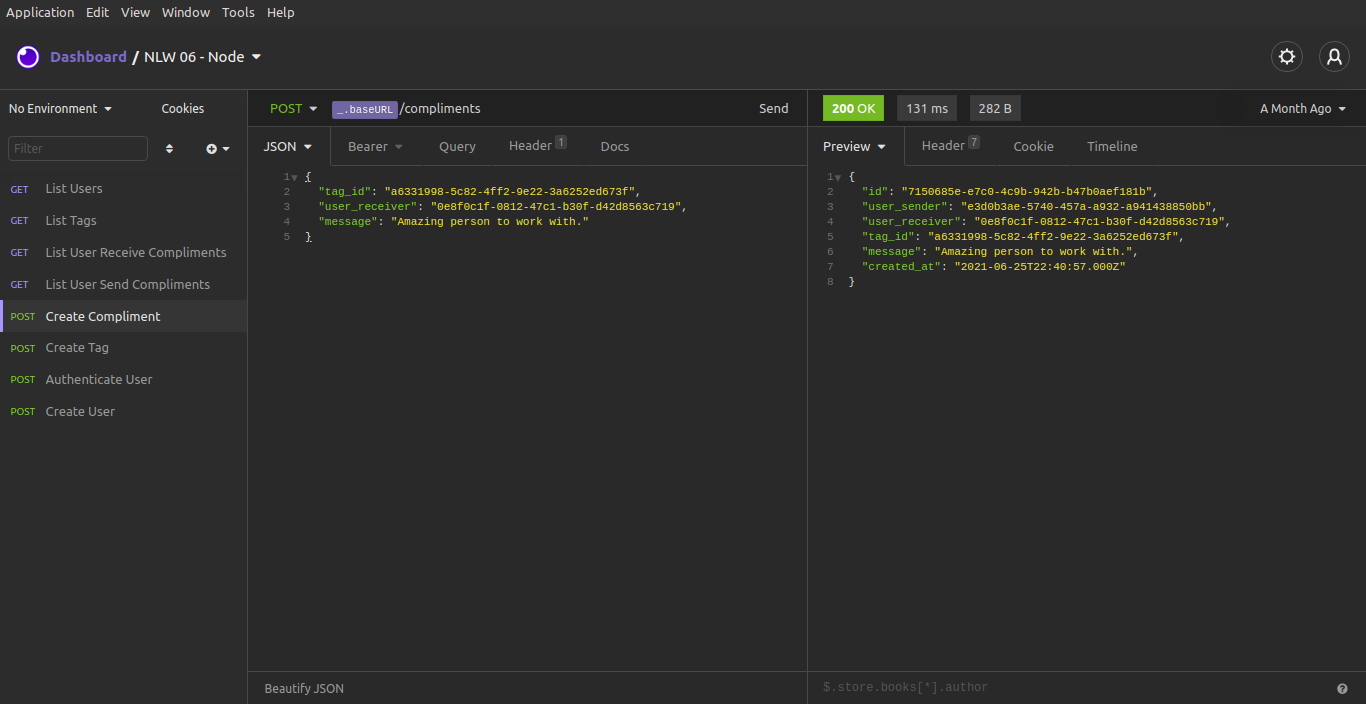 Application Edit View Window Tools Help
Dashboard / NLW 06 - Node
No Environment Cookies
Filter
GET List Users
GET List Tags
GET List User Receive Compliments
GET List User Send Compliments
POST Create Compliment
POST Create Tag
POST Authenticate User
POST Create User
POST _.baseURL /compliments Send
JSON Bearer Query Header 1 Docs
1 {
2 "tag_id": "a6331998-5c82-4ff2-9e22-3a6252ed673f",
3 "user_receiver": "0e8f0c1f-0812-47c1-b30f-d42d8563c719",
4 "message": "Amazing person to work with."
5 }
Beautify JSON
200 OK 131 ms 282 B A Month Ago
Preview Header 7 Cookie Timeline
1 {
2 "id": "7150685e-e7c0-4c9b-942b-b47b0aef181b",
3 "user_sender": "e3d0b3ae-5740-457a-a932-a941438850bb",
4 "user_receiver": "0e8f0c1f-0812-47c1-b30f-d42d8563c719",
5 "tag_id": "a6331998-5c82-4ff2-9e22-3a6252ed673f",
6 "message": "Amazing person to work with.",
7 "created_at": "2021-06-25T22:40:57.000Z"
8 }
$.store.books[*].author